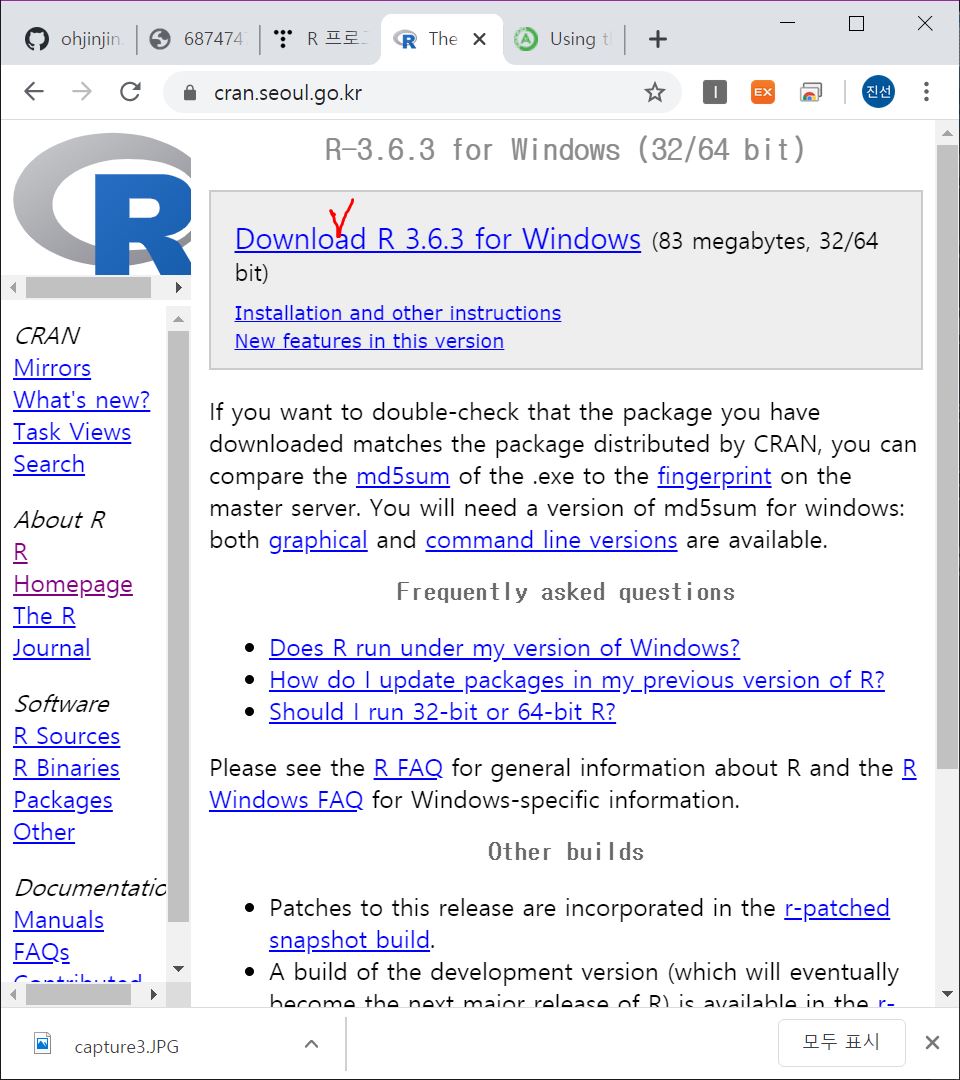 ohjinjin.
687474
R 프로그
The
Using t
cran.seoul.go.kr
I
EX
진선
R
R-3.6.3 for Windows (32/64 bit)
Download R 3.6.3 for Windows (83 megabytes, 32/64
bit)
Installation and other instructions
New features in this version
CRAN
Mirrors
What's new?
Task Views
Search
About R
R
Homepage
The R
Journal
Software
R Sources
R Binaries
Packages
Other
Documentatio
Manuals
FAQs
Contributed
If you want to double-check that the package you have
downloaded matches the package distributed by CRAN, you can
compare the md5sum of the .exe to the fingerprint on the
master server. You will need a version of md5sum for windows:
both graphical and command line versions are available.
Frequently asked questions
Does R run under my version of Windows?
How do I update packages in my previous version of R?
Should I run 32-bit or 64-bit R?
Please see the R FAQ for general information about R and the R
Windows FAQ for Windows-specific information.
Other builds
Patches to this release are incorporated in the r-patched
snapshot build.
A build of the development version (which will eventually
become the next major release of R) is available in the r-
capture3.JPG
모두 표시